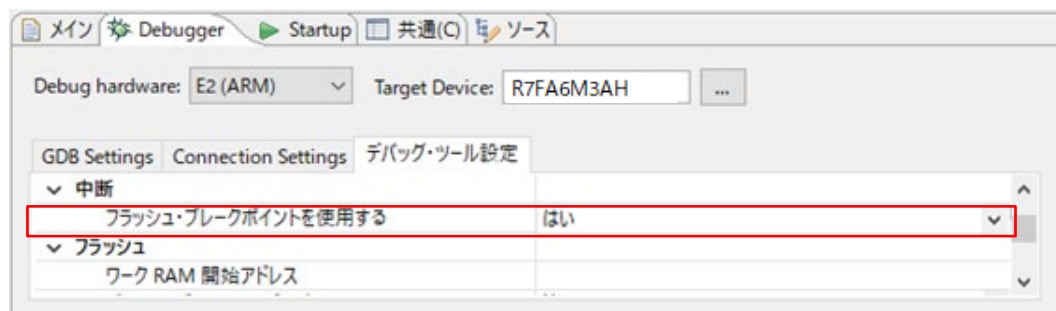 メイン Debugger Startup 共通(C) ソース
Debug hardware: E2 (ARM) Target Device: R7FA6M3AH ...
GDB Settings Connection Settings デバッグ・ツール設定
中断
フラッシュ・ブレークポイントを使用する はい
フラッシュ
ワーク RAM 開始アドレス